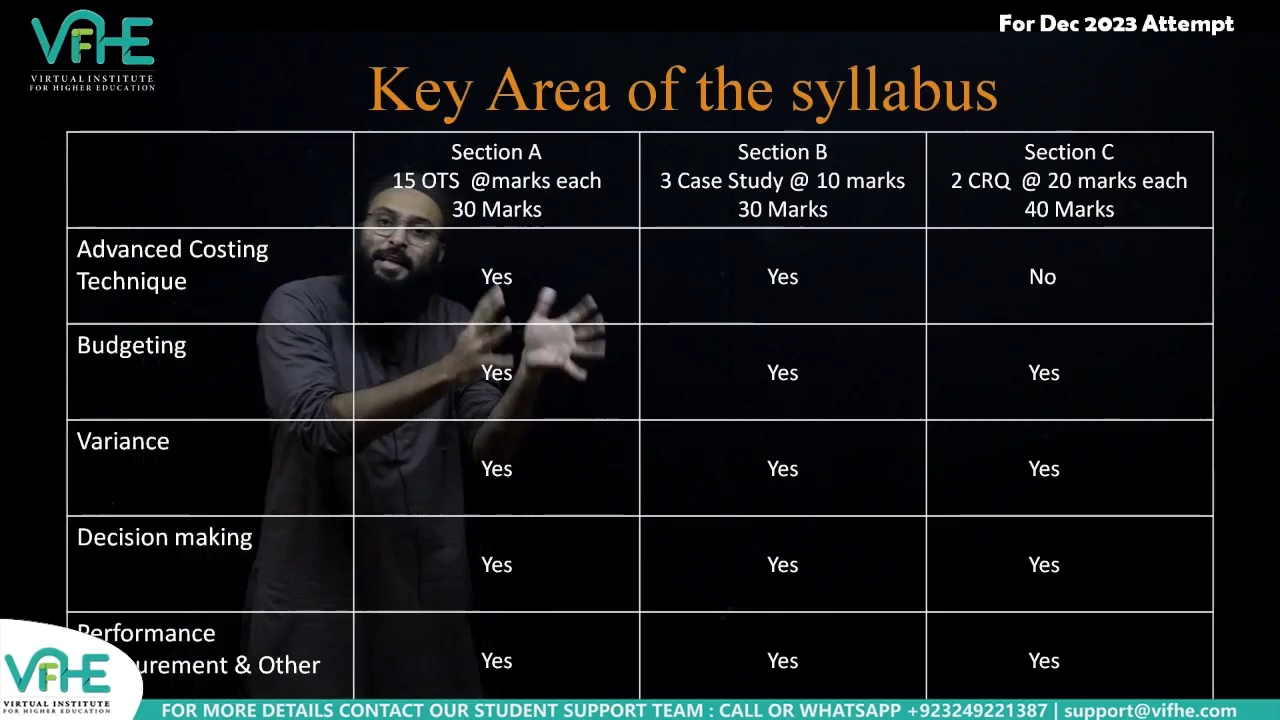 VIFHE
VIRTUAL INSTITUTE
FOR HIGHER EDUCATION
For Dec 2023 Attempt
Key Area of the syllabus
Section A
15 OTS @marks each
30 Marks
Section B
3 Case Study @ 10 marks
30 Marks
Section C
2 CRQ @ 20 marks each
40 Marks
Advanced Costing
Technique
Yes
Yes
No
Budgeting
Yes
Yes
Yes
Variance
Yes
Yes
Yes
Decision making
Yes
Yes
Yes
Performance
urement & Other
Yes
Yes
Yes
VIFHE
VIRTUAL INSTITUTE
FOR HIGHER EDUCATION
FOR MORE DETAILS CONTACT OUR STUDENT SUPPORT TEAM : CALL OR WHATSAPP +923249221387 | support@vifhe.com